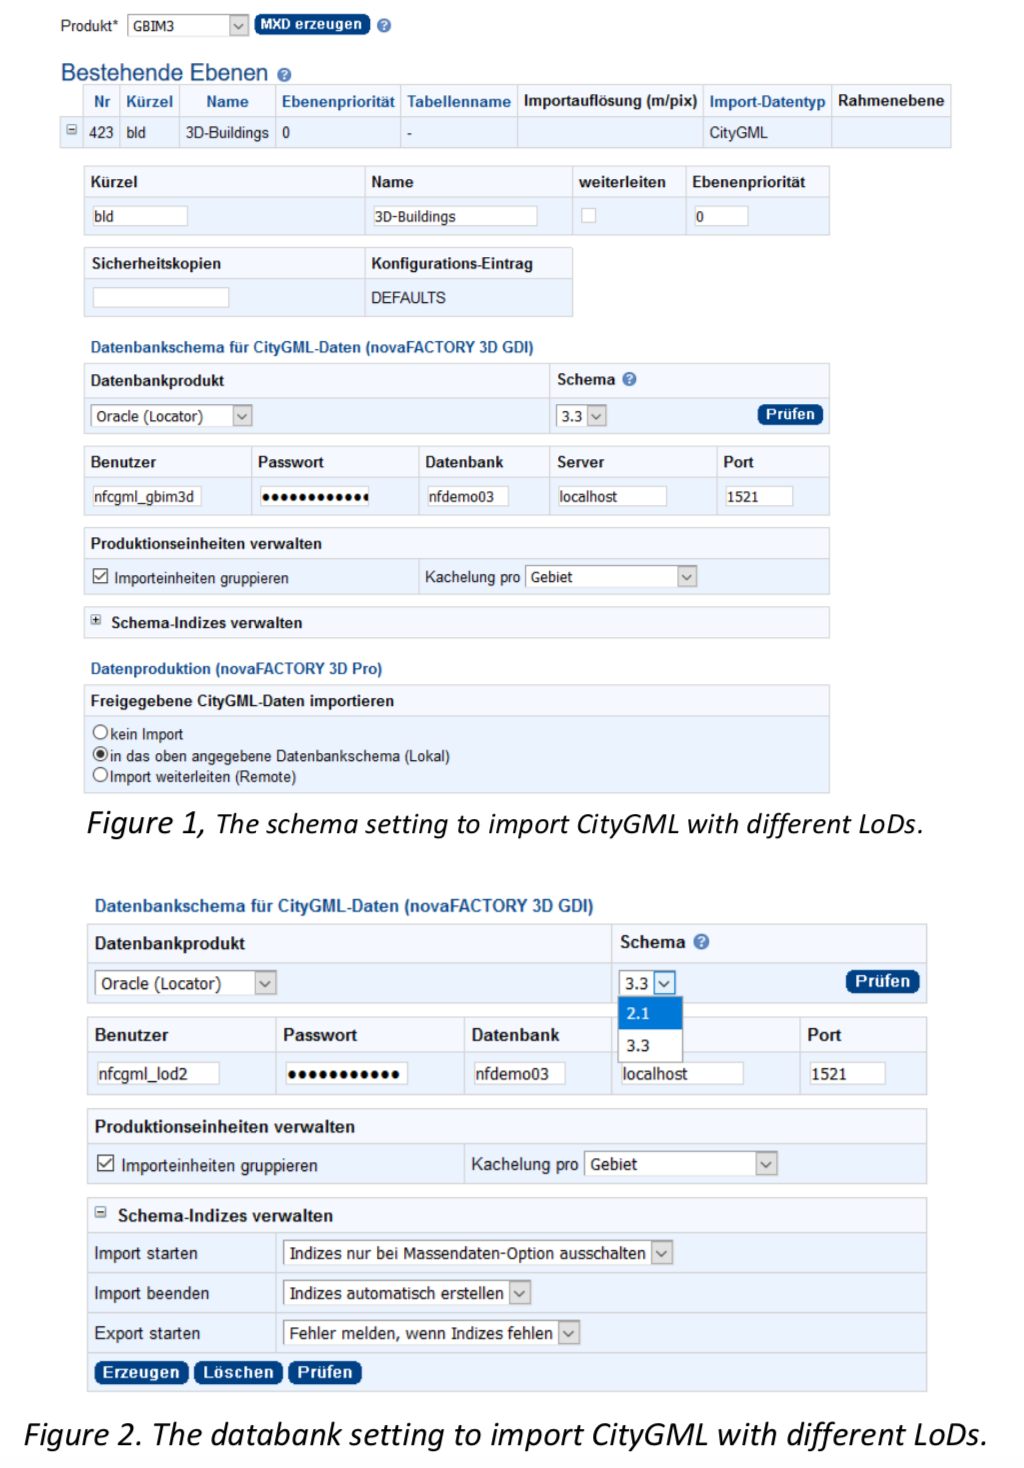 Produkt* GBIM3 MXD erzeugen ?
Bestehende Ebenen ?
Nr Kürzel Name Ebenenpriorität Tabellenname Importauflösung (m/pix) Import-Datentyp Rahmenebene
423 bld 3D-Buildings 0 - CityGML
Kürzel Name weiterleiten Ebenenpriorität
bld 3D-Buildings 0
Sicherheitskopien Konfigurations-Eintrag
DEFAULTS
Datenbankschema für CityGML-Daten (novaFACTORY 3D GDI)
Datenbankprodukt Schema ?
Oracle (Locator) 3.3 Prüfen
Benutzer Passwort Datenbank Server Port
nfcgml_gbim3d ●●●●●●●●●●●● nfdemo03 localhost 1521
Produktionseinheiten verwalten
Importeinheiten gruppieren Kachelung pro Gebiet
Schema-Indizes verwalten
Datenproduktion (novaFACTORY 3D Pro)
Freigegebene CityGML-Daten importieren
kein Import
in das oben angegebene Datenbankschema (Lokal)
Import weiterleiten (Remote)
Figure 1, The schema setting to import CityGML with different LoDs.
Datenbankschema für CityGML-Daten (novaFACTORY 3D GDI)
Datenbankprodukt Schema ?
Oracle (Locator) 3.3 Prüfen
2.1
Benutzer Passwort Datenbank Port
3.3
nfcgml_lod2 ●●●●●●●●●●● nfdemo03 localhost 1521
Produktionseinheiten verwalten
Importeinheiten gruppieren Kachelung pro Gebiet
Schema-Indizes verwalten
Import starten Indizes nur bei Massendaten-Option ausschalten
Import beenden Indizes automatisch erstellen
Export starten Fehler melden, wenn Indizes fehlen
Erzeugen Löschen Prüfen
Figure 2. The databank setting to import CityGML with different LoDs.